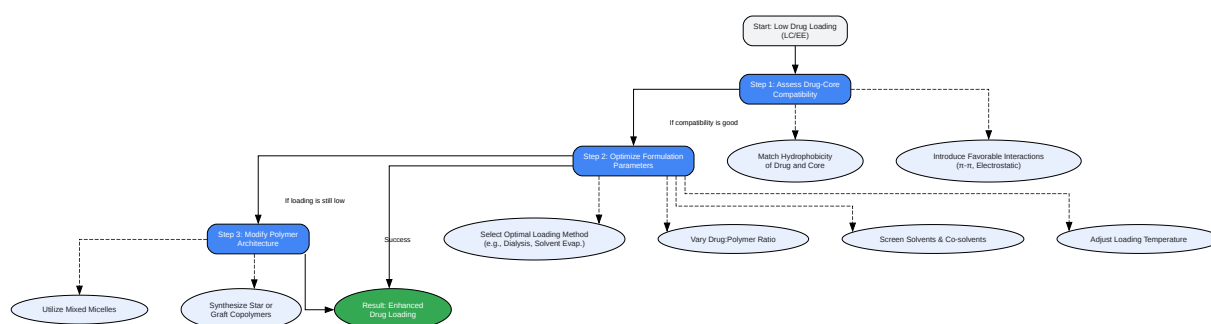 Start: Low Drug Loading
(LC/EE)
Step 1: Assess Drug-Core
Compatibility
If compatibility is good
Match Hydrophobicity
of Drug and Core
Introduce Favorable Interactions
(π-π, Electrostatic)
Step 2: Optimize Formulation
Parameters
If loading is still low
Success
Select Optimal Loading Method
(e.g., Dialysis, Solvent Evap.)
Vary Drug:Polymer Ratio
Screen Solvents & Co-solvents
Adjust Loading Temperature
Step 3: Modify Polymer
Architecture
Utilize Mixed Micelles
Synthesize Star or
Graft Copolymers
Result: Enhanced
Drug Loading